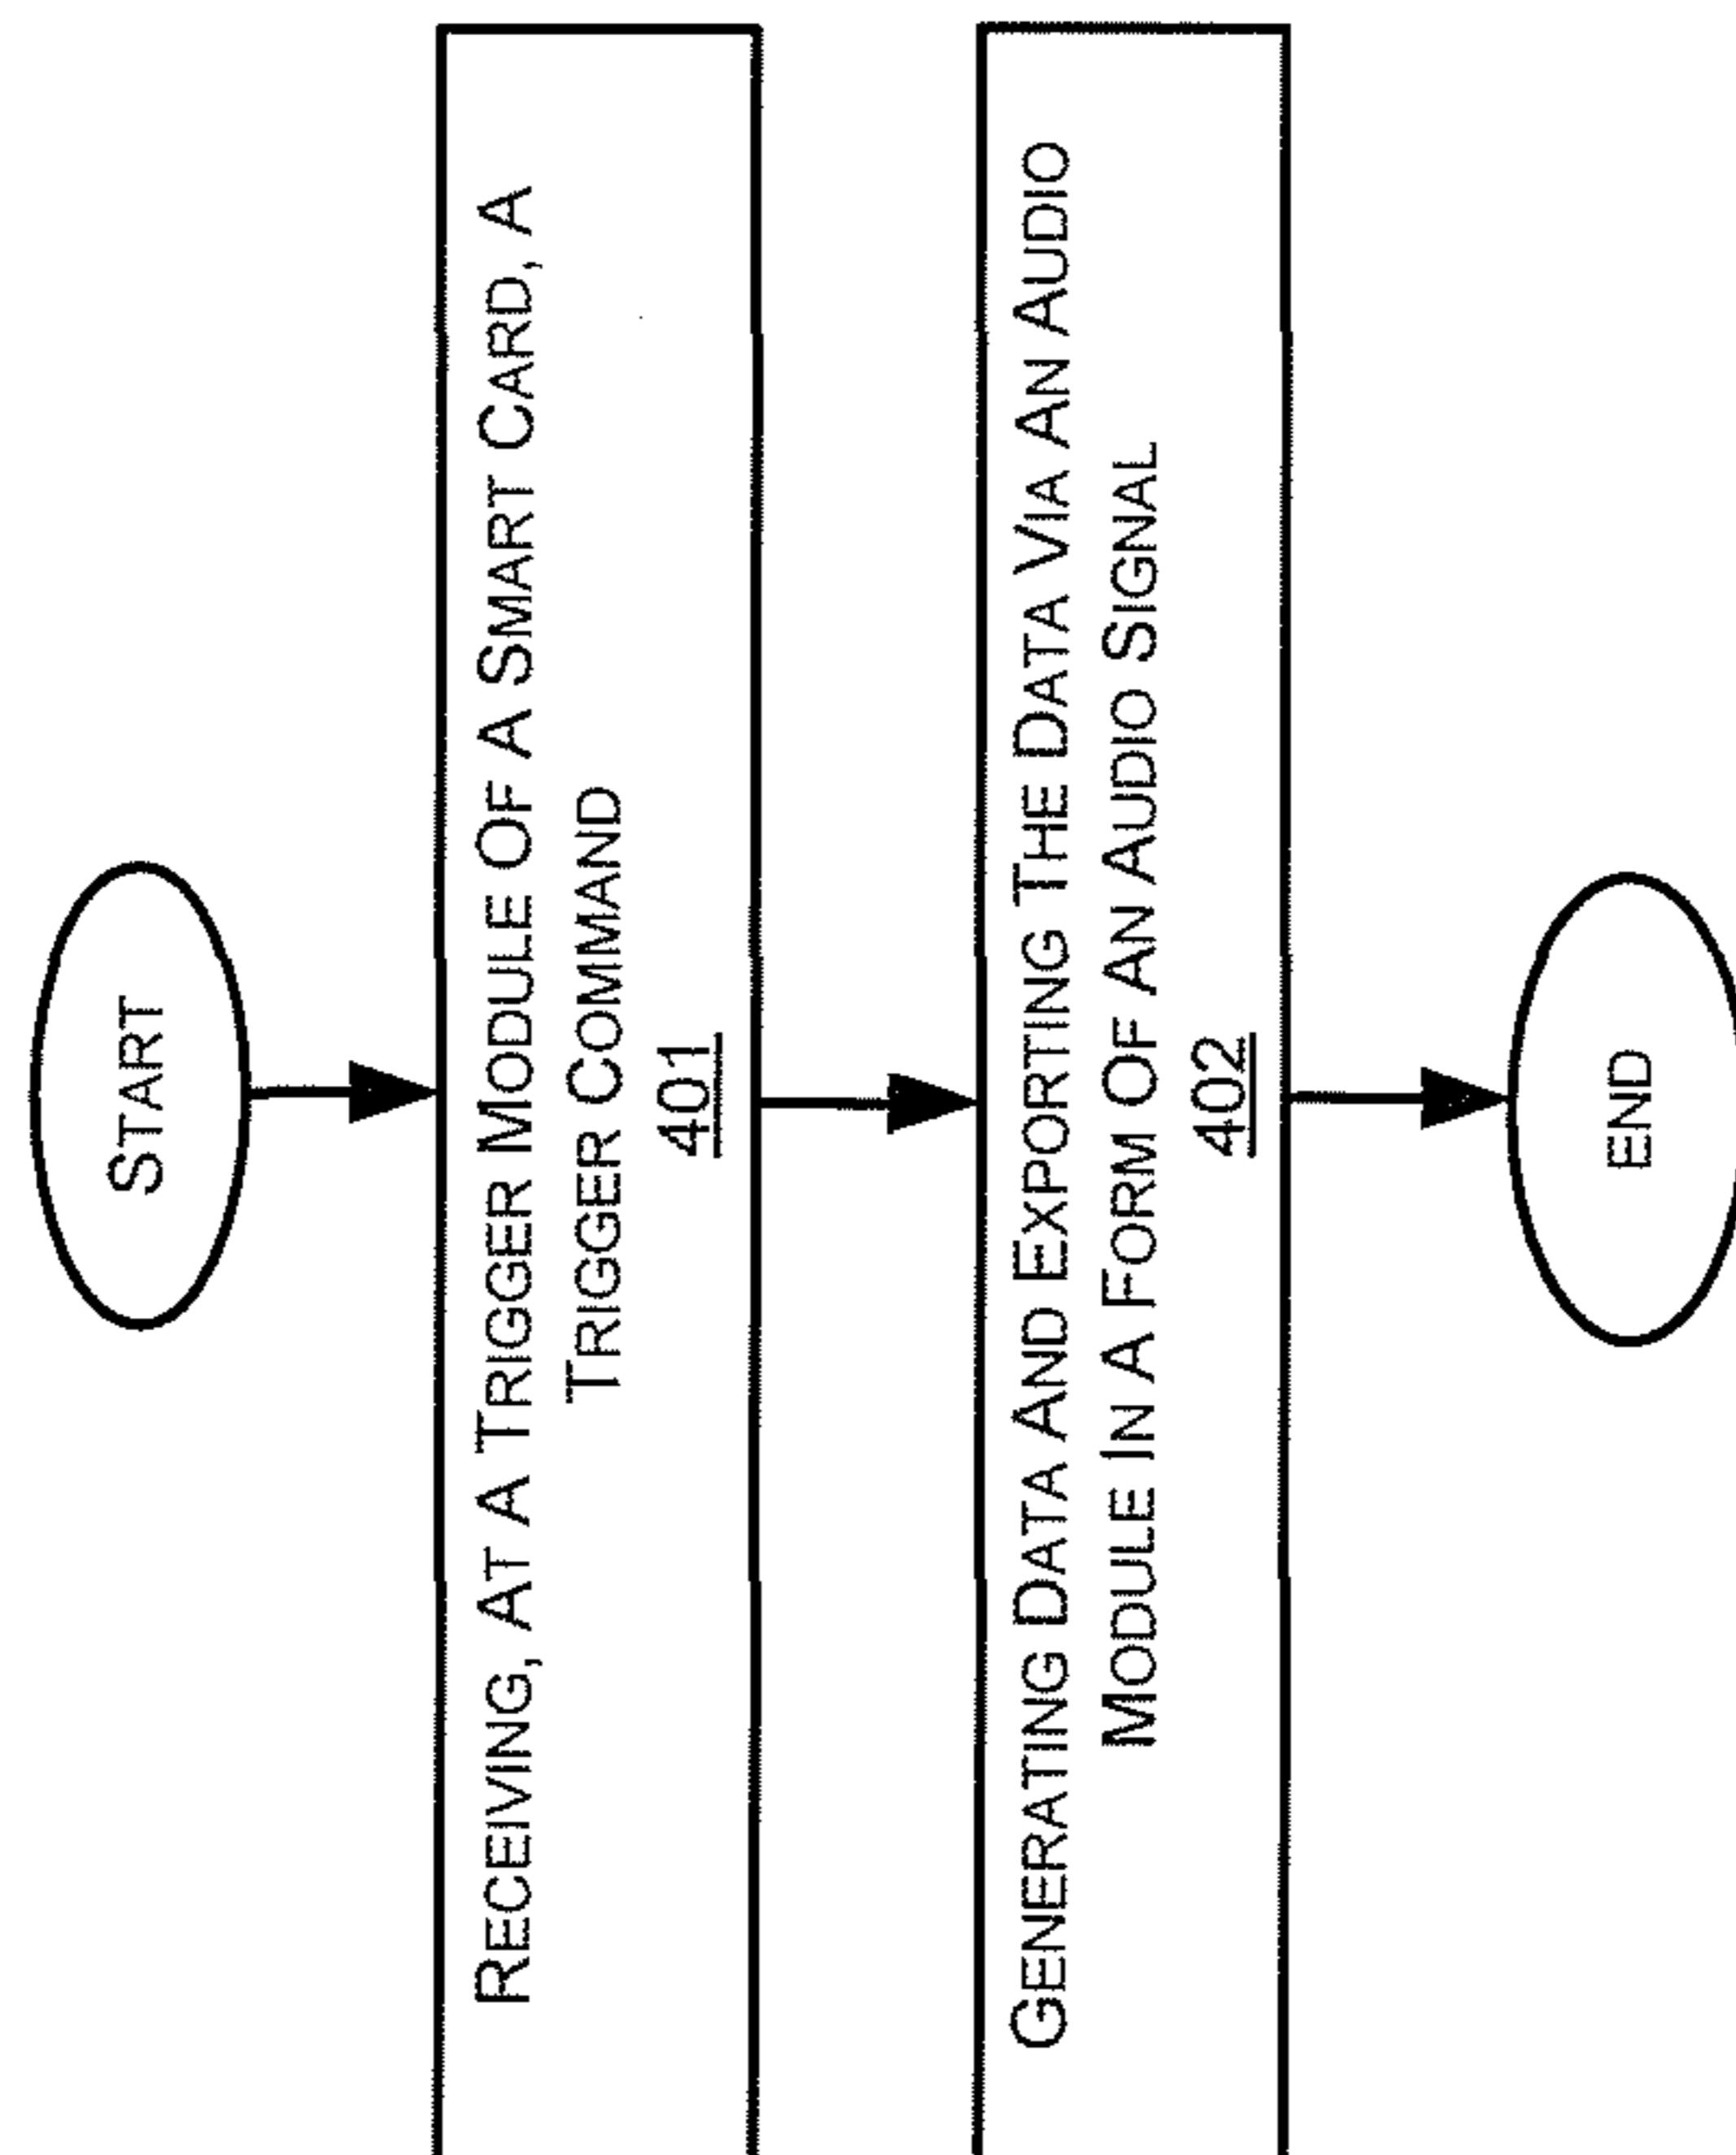 START
RECEIVING, AT A TRIGGER MODULE OF A SMART CARD, A
TRIGGER COMMAND
401
GENERATING DATA AND EXPORTING THE DATA VIA AN AUDIO
MODULE IN A FORM OF AN AUDIO SIGNAL
402
END